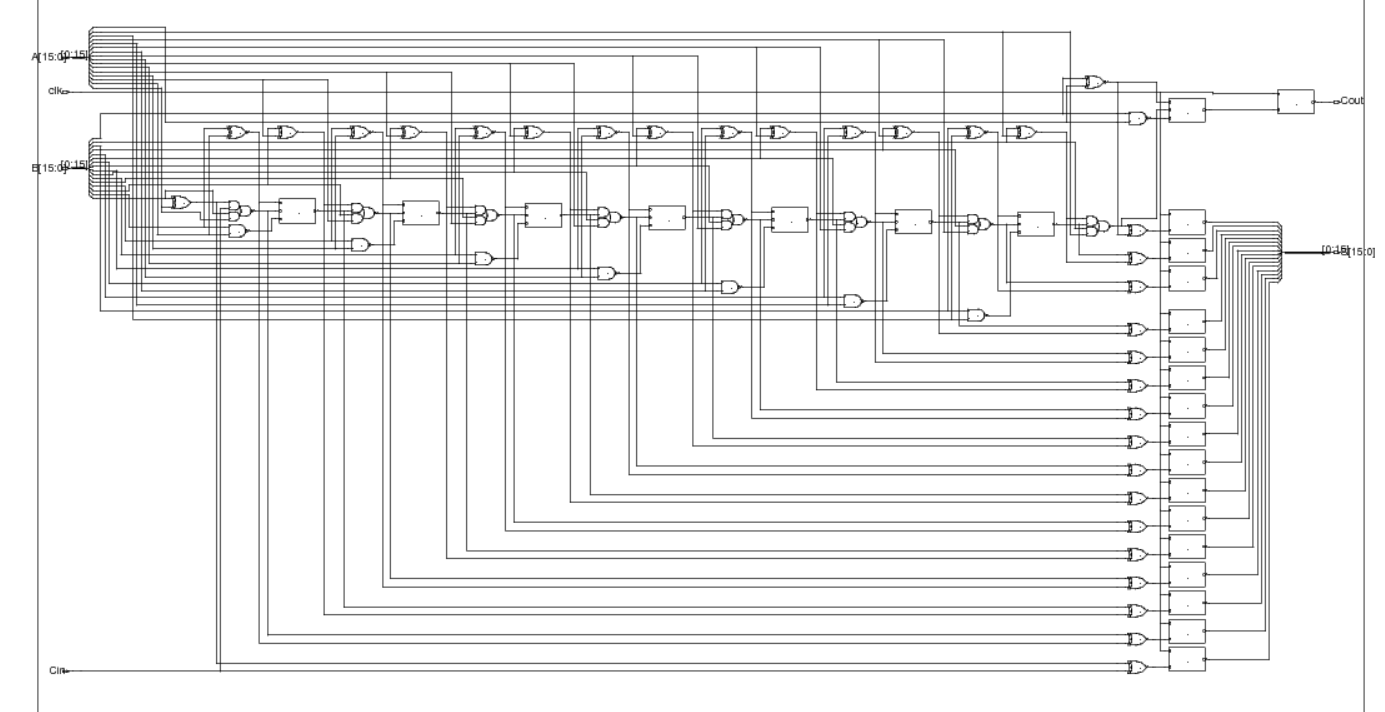 A[15:0] [0:15]
clk
Cout
B[15:0] [0:15]
[0:15] S[15:0]
Cin